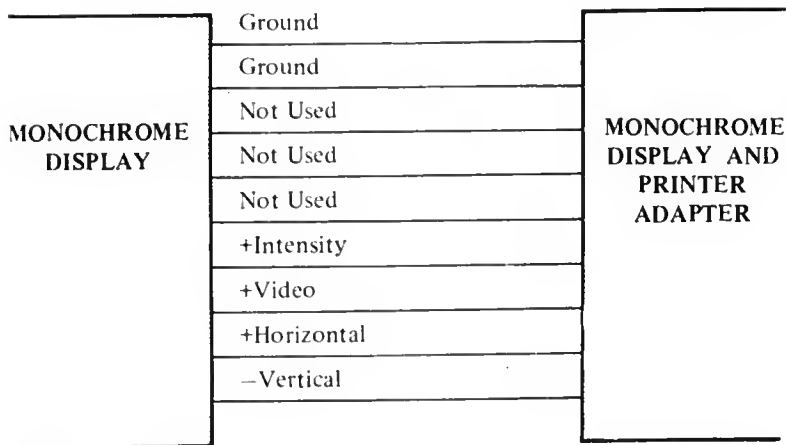 MONOCHROME
DISPLAY
Ground
Ground
Not Used
Not Used
Not Used
+Intensity
+Video
+Horizontal
−Vertical
MONOCHROME
DISPLAY AND
PRINTER
ADAPTER